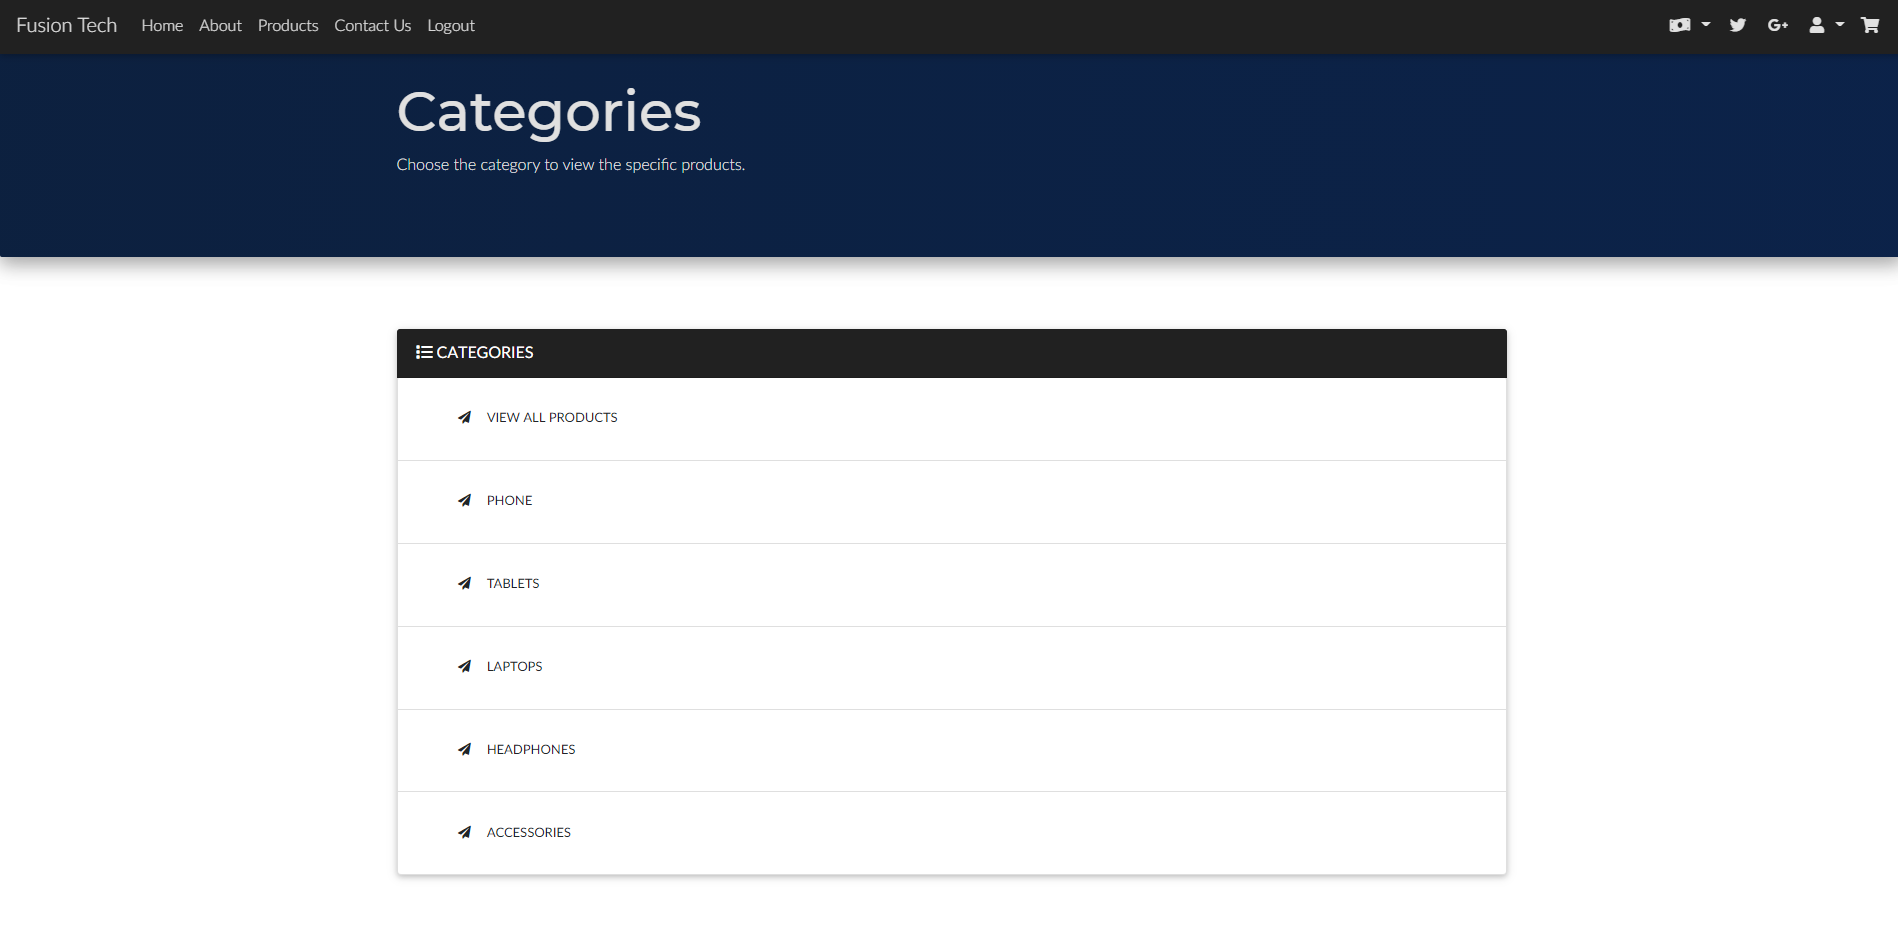 Fusion Tech Home About Products Contact Us Logout
Categories
Choose the category to view the specific products.
CATEGORIES
VIEW ALL PRODUCTS
PHONE
TABLETS
LAPTOPS
HEADPHONES
ACCESSORIES